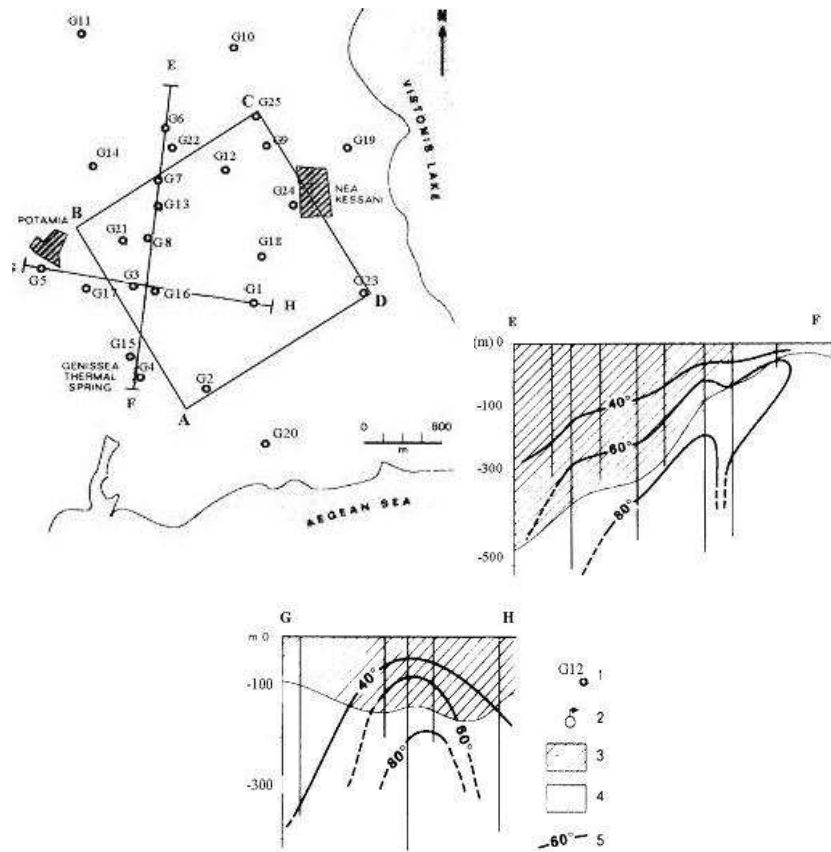 G11
G10
N
E
C
G25
G6
G22
G9
G19
G12
G14
G7
VISTONIS LAKE
G24
NEA
KESSANI
G13
B
POTAMIA
G21
G8
G18
G5
G3
G16
G17
G1
H
G23
D
G15
GENISSEA
THERMAL
SPRING
G4
F
G2
A
G20
0 800
m
AEGEAN SEA
E F
(m) 0
-100
-300
-500
40°
60°
80°
G H
m 0
-100
-300
40°
60°
80°
G12 1
2
3
4
60° 5